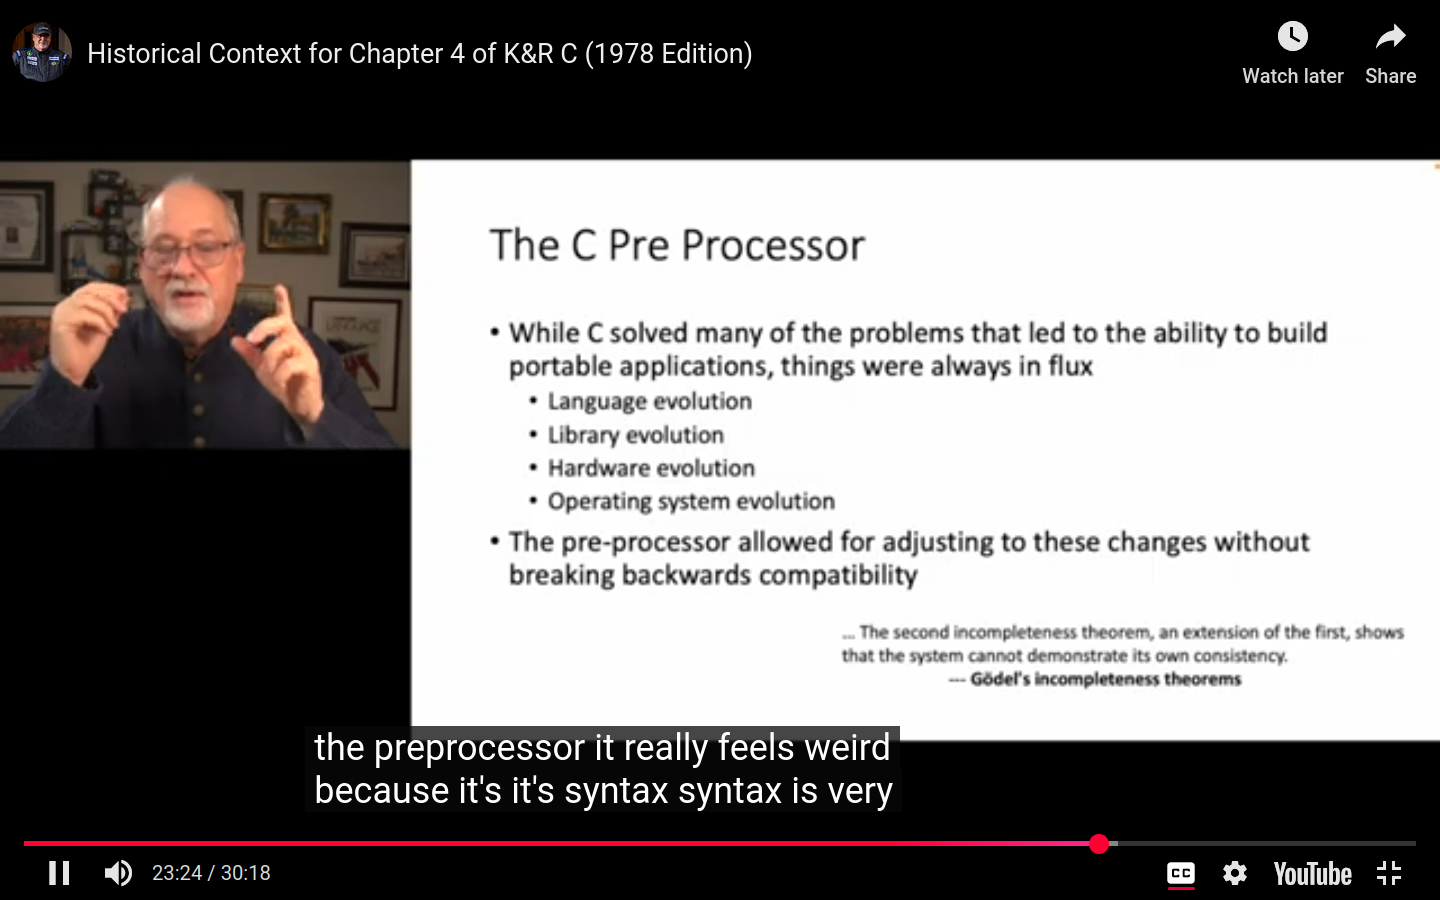 Historical Context for Chapter 4 of K&R C (1978 Edition)
Watch later
Share
LANGUAGE
The C Pre Processor
• While C solved many of the problems that led to the ability to build
portable applications, things were always in flux
• Language evolution
• Library evolution
• Hardware evolution
• Operating system evolution
• The pre-processor allowed for adjusting to these changes without
breaking backwards compatibility
... The second incompleteness theorem, an extension of the first, shows
that the system cannot demonstrate its own consistency.
--- Gödel's incompleteness theorems
the preprocessor it really feels weird
because it's it's syntax syntax is very
23:24 / 30:18
CC
YouTube